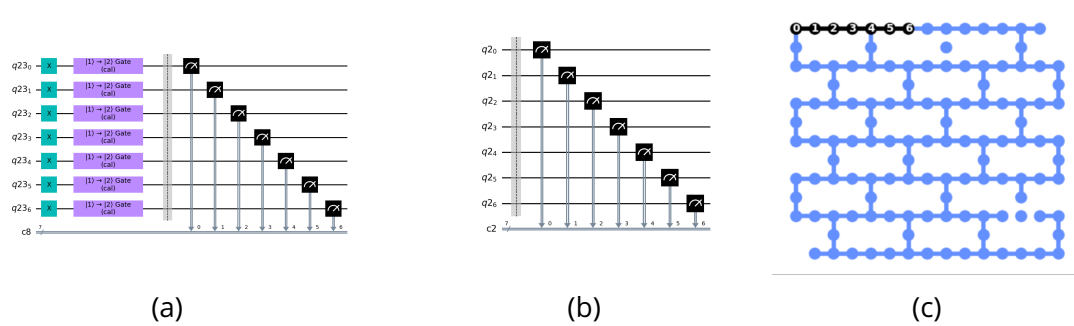 q23₀ X |1⟩ → |2⟩ Gate (cal)
q23₁ X |1⟩ → |2⟩ Gate (cal)
q23₂ X |1⟩ → |2⟩ Gate (cal)
q23₃ X |1⟩ → |2⟩ Gate (cal)
q23₄ X |1⟩ → |2⟩ Gate (cal)
q23₅ X |1⟩ → |2⟩ Gate (cal)
q23₆ X |1⟩ → |2⟩ Gate (cal)
c8 7 0 1 2 3 4 5 6
(a)
q2₀
q2₁
q2₂
q2₃
q2₄
q2₅
q2₆
c2 7 0 1 2 3 4 5 6
(b)
0 1 2 3 4 5 6
(c)